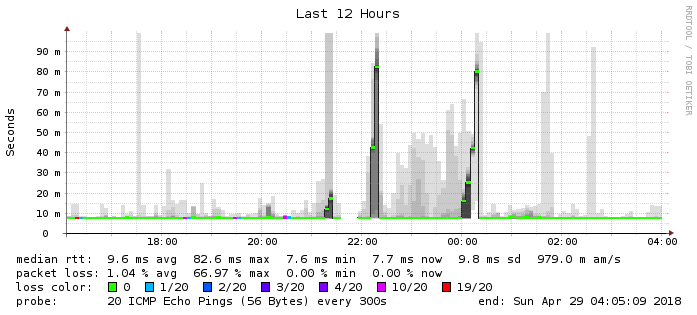 Last 12 Hours
RRDTOOL / TOBI OETIKER
Seconds
90 m
80 m
70 m
60 m
50 m
40 m
30 m
20 m
10 m
0
18:00 20:00 22:00 00:00 02:00 04:00
median rtt: 9.6 ms avg 82.6 ms max 7.6 ms min 7.7 ms now 9.8 ms sd 979.0 m am/s
packet loss: 1.04 % avg 66.97 % max 0.00 % min 0.00 % now
loss color: 0 1/20 2/20 3/20 4/20 10/20 19/20
probe: 20 ICMP Echo Pings (56 Bytes) every 300s end: Sun Apr 29 04:05:09 2018